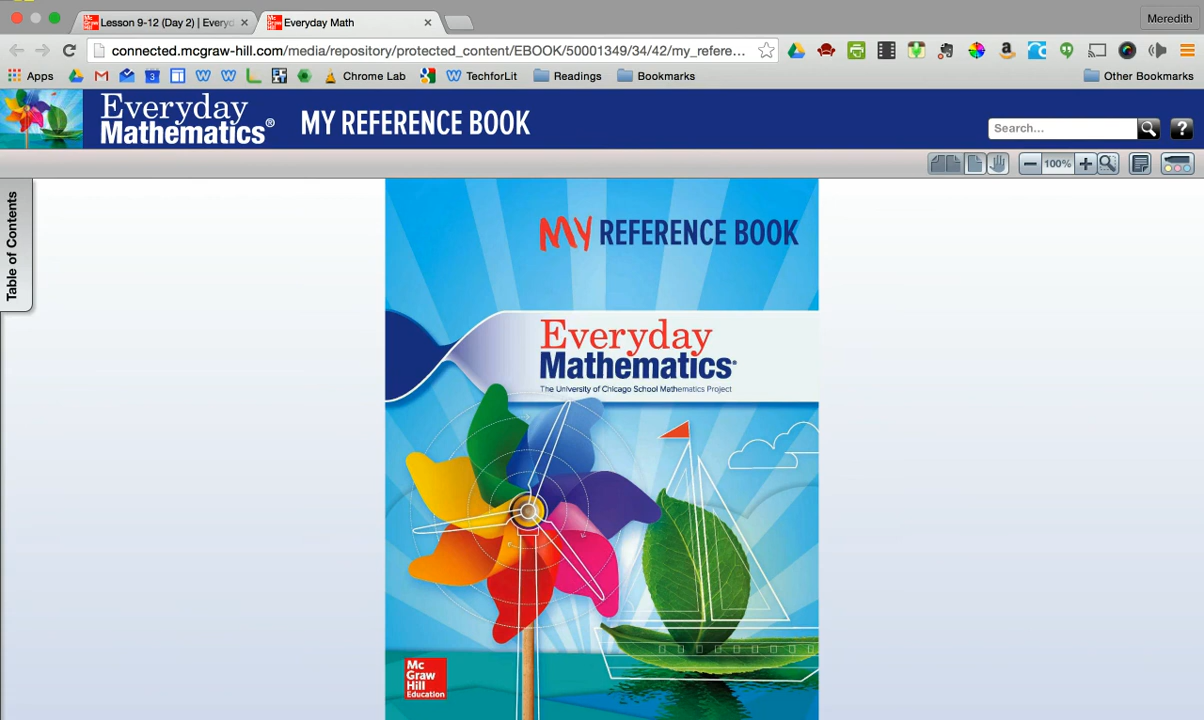 Meredith
Lesson 9-12 (Day 2) | Everyd
Everyday Math
connected.mcgraw-hill.com/media/repository/protected_content/EBOOK/50001349/34/42/my_refere...
Apps
3
Chrome Lab
TechforLit
Readings
Bookmarks
Other Bookmarks
Everyday
Mathematics®
MY REFERENCE BOOK
Search...
?
100%
Table of Contents
MY REFERENCE BOOK
Everyday
Mathematics®
The University of Chicago School Mathematics Project
Mc
Graw
Hill
Education